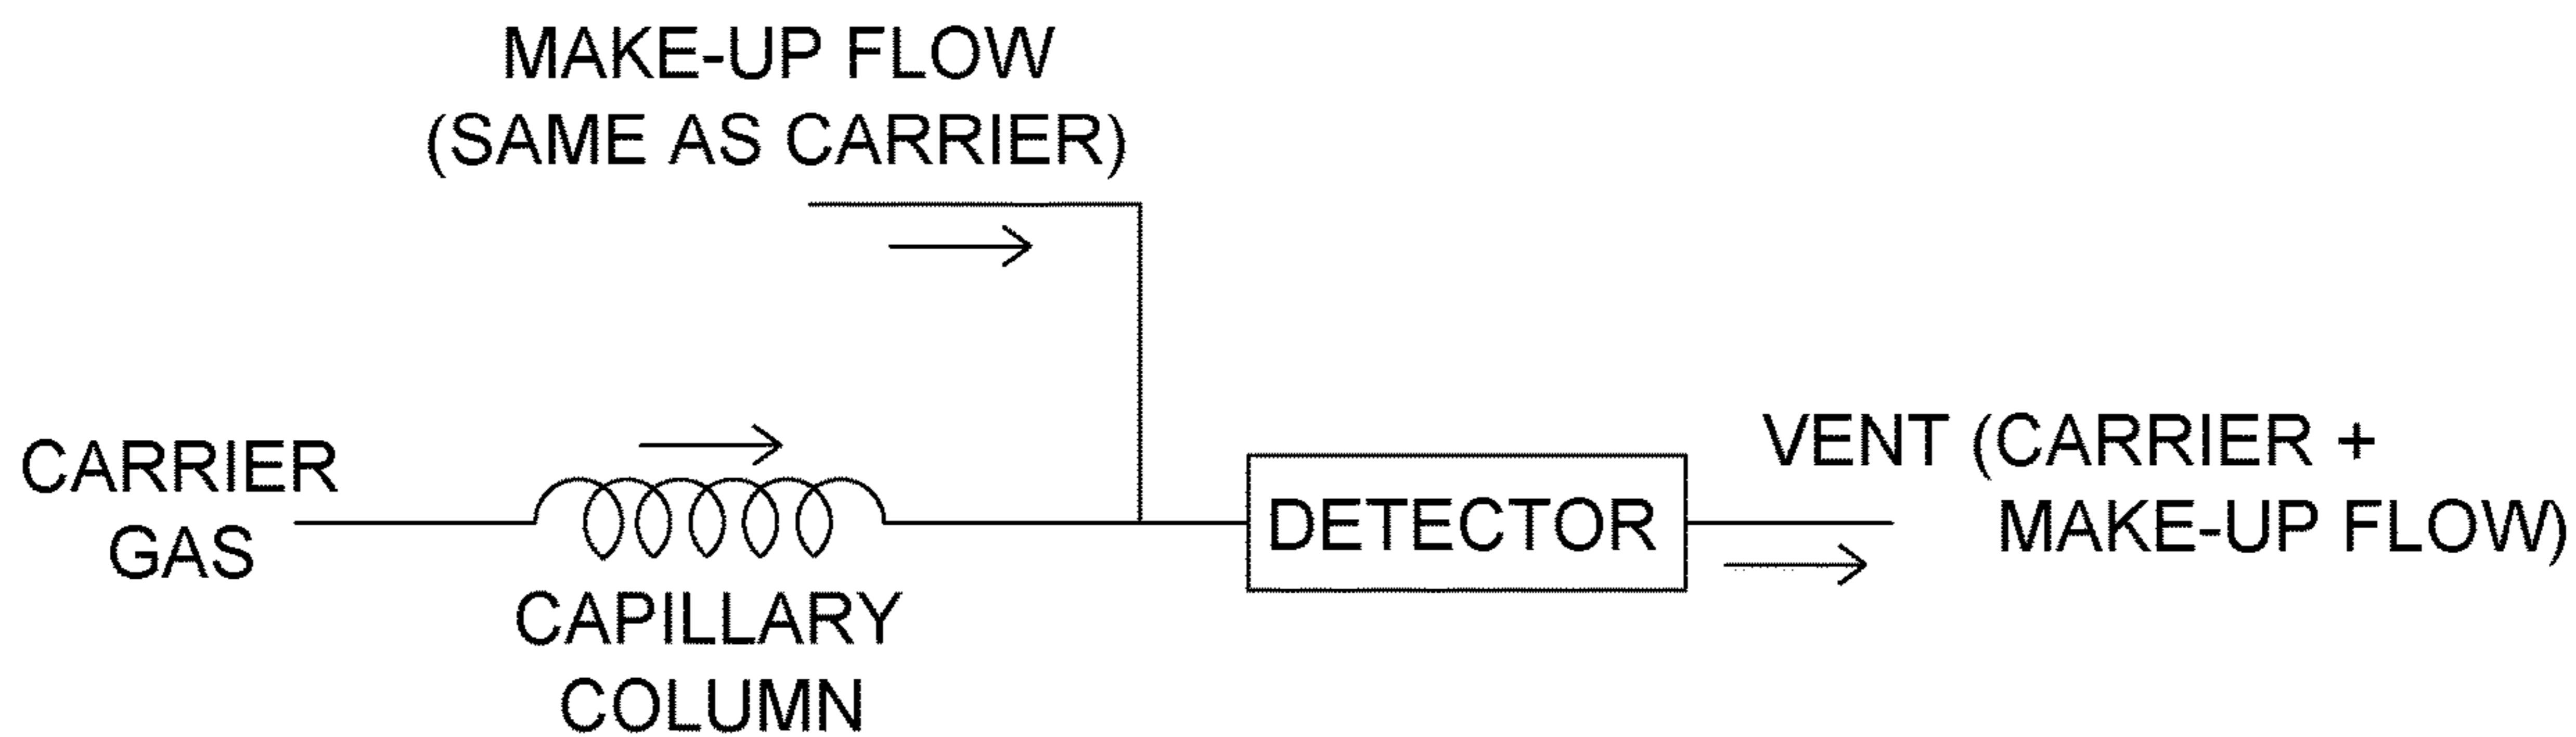 MAKE-UP FLOW
(SAME AS CARRIER)
CARRIER
GAS
CAPILLARY
COLUMN
DETECTOR
VENT (CARRIER +
MAKE-UP FLOW)